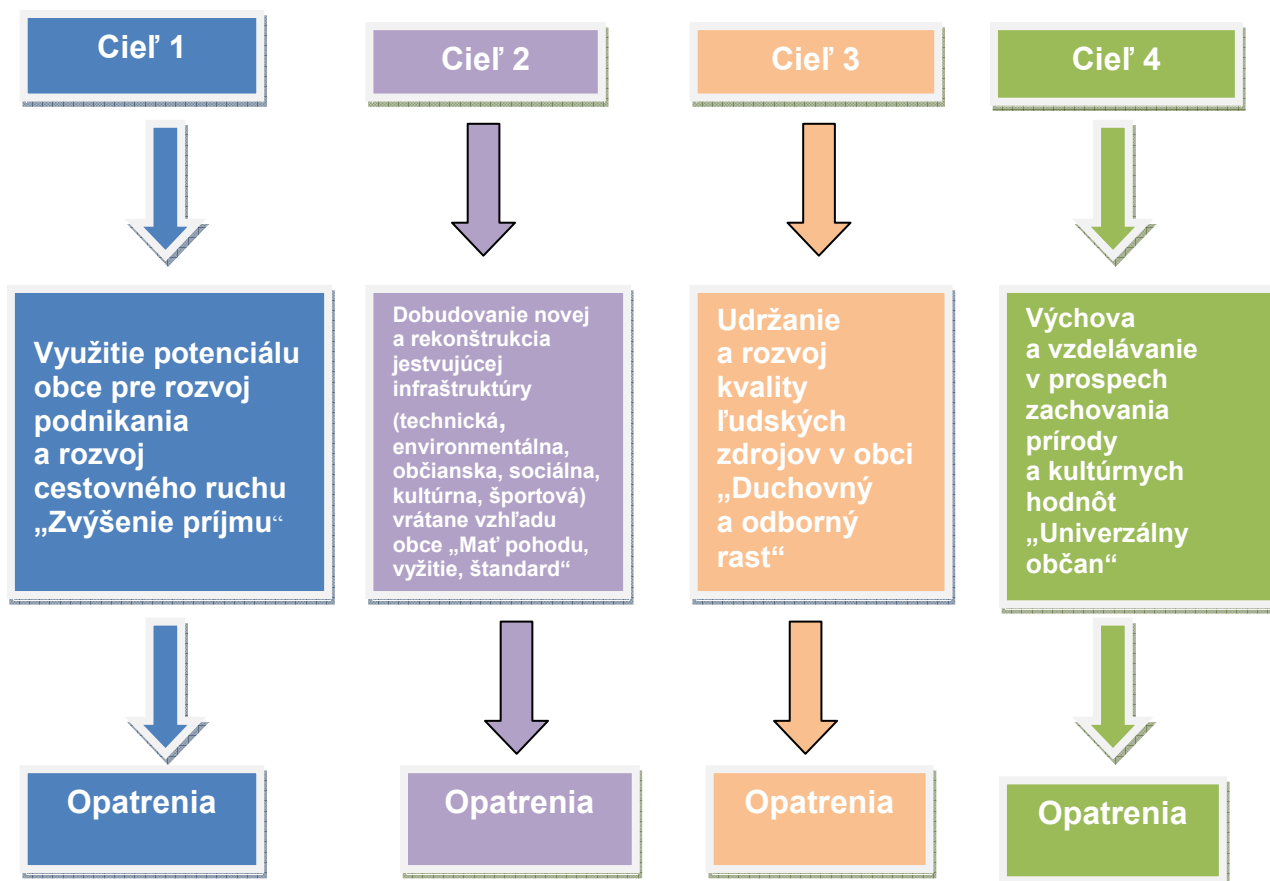 Cieľ 1
Cieľ 2
Cieľ 3
Cieľ 4
Využitie potenciálu
obce pre rozvoj
podnikania
a rozvoj
cestovného ruchu
„Zvýšenie príjmu“
Dobudovanie novej
a rekonštrukcia
jestvujúcej
infraštruktúry
(technická,
environmentálna,
občianska, sociálna,
kultúrna, športová)
vrátane vzhľadu
obce „Mať pohodu,
vyžitie, štandard“
Udržanie
a rozvoj
kvality
ľudských
zdrojov v obci
„Duchovný
a odborný
rast“
Výchova
a vzdelávanie
v prospech
zachovania
prírody
a kultúrnych
hodnôt
„Univerzálny
občan“
Opatrenia
Opatrenia
Opatrenia
Opatrenia